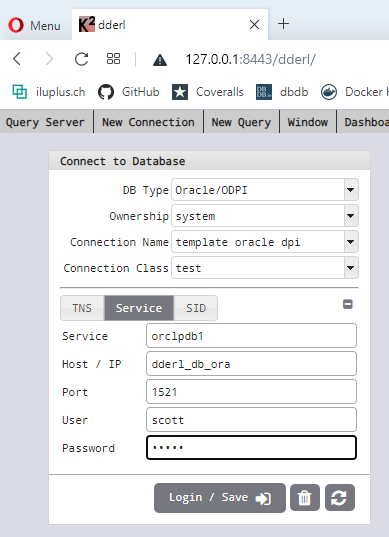 Menu
K2 dderl
127.0.0.1:8443/dderl/
iluplus.ch GitHub Coveralls dbdb Docker H
Query Server New Connection New Query Window Dashboa
Connect to Database
DB Type Oracle/ODPI
Ownership system
Connection Name template oracle dpi
Connection Class test
TNS Service SID
Service orclpdb1
Host / IP dderl_db_ora
Port 1521
User scott
Password •••••
Login / Save